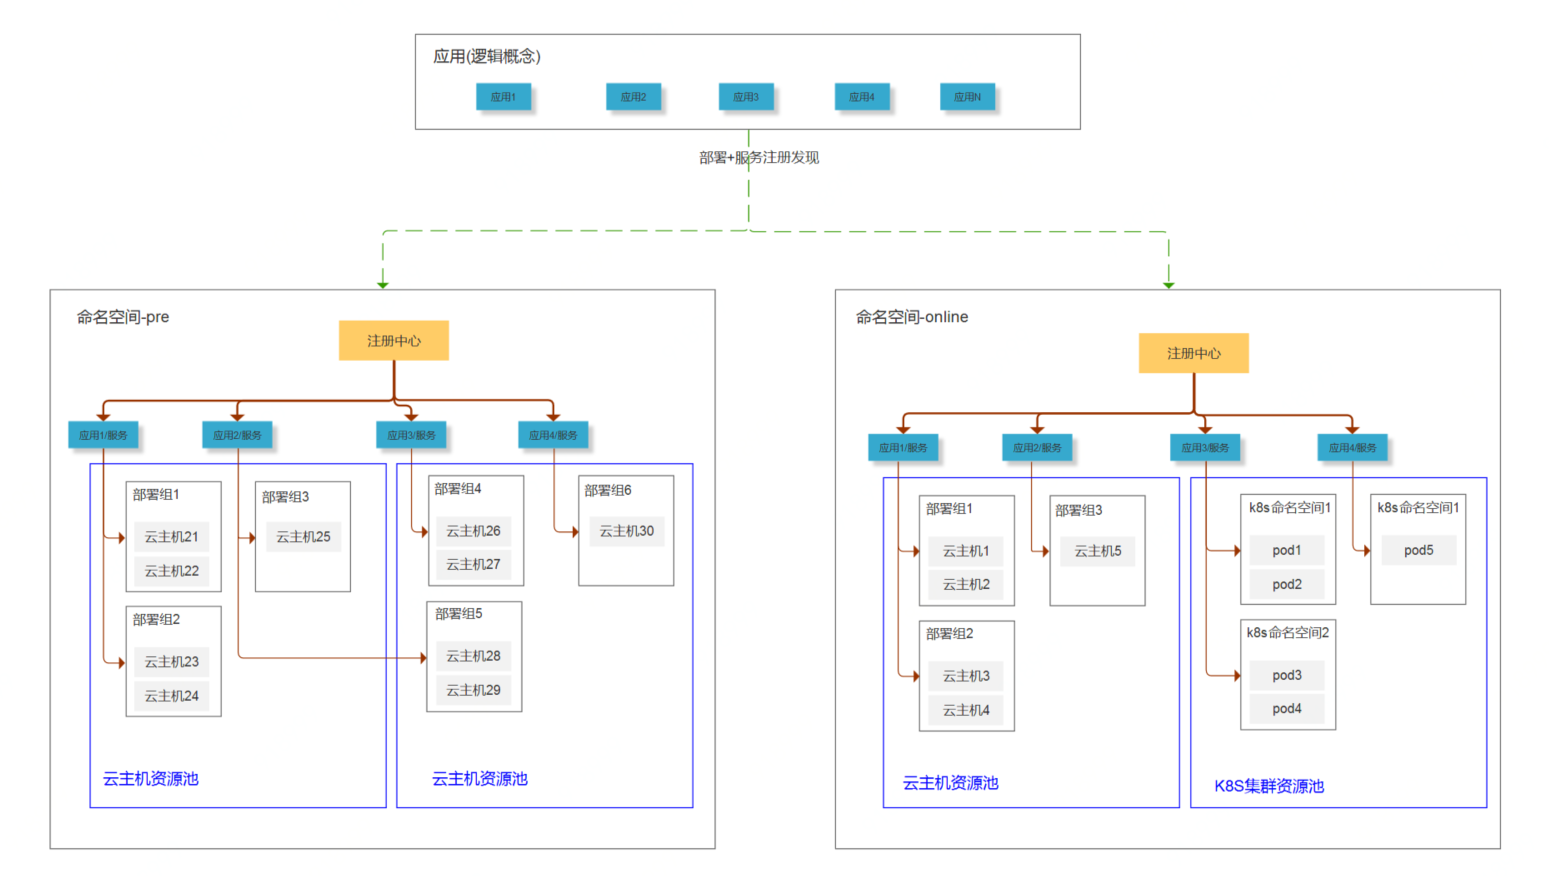 应用(逻辑概念)
应用1
应用2
应用3
应用4
应用N
部署+服务注册发现
命名空间-pre
注册中心
应用1/服务
应用2/服务
应用3/服务
应用4/服务
部署组1
云主机21
云主机22
部署组3
云主机25
部署组2
云主机23
云主机24
云主机资源池
部署组4
云主机26
云主机27
部署组6
云主机30
部署组5
云主机28
云主机29
云主机资源池
命名空间-online
注册中心
应用1/服务
应用2/服务
应用3/服务
应用4/服务
部署组1
云主机1
云主机2
部署组3
云主机5
部署组2
云主机3
云主机4
云主机资源池
k8s命名空间1
pod1
pod2
k8s命名空间1
pod5
k8s命名空间2
pod3
pod4
K8S集群资源池